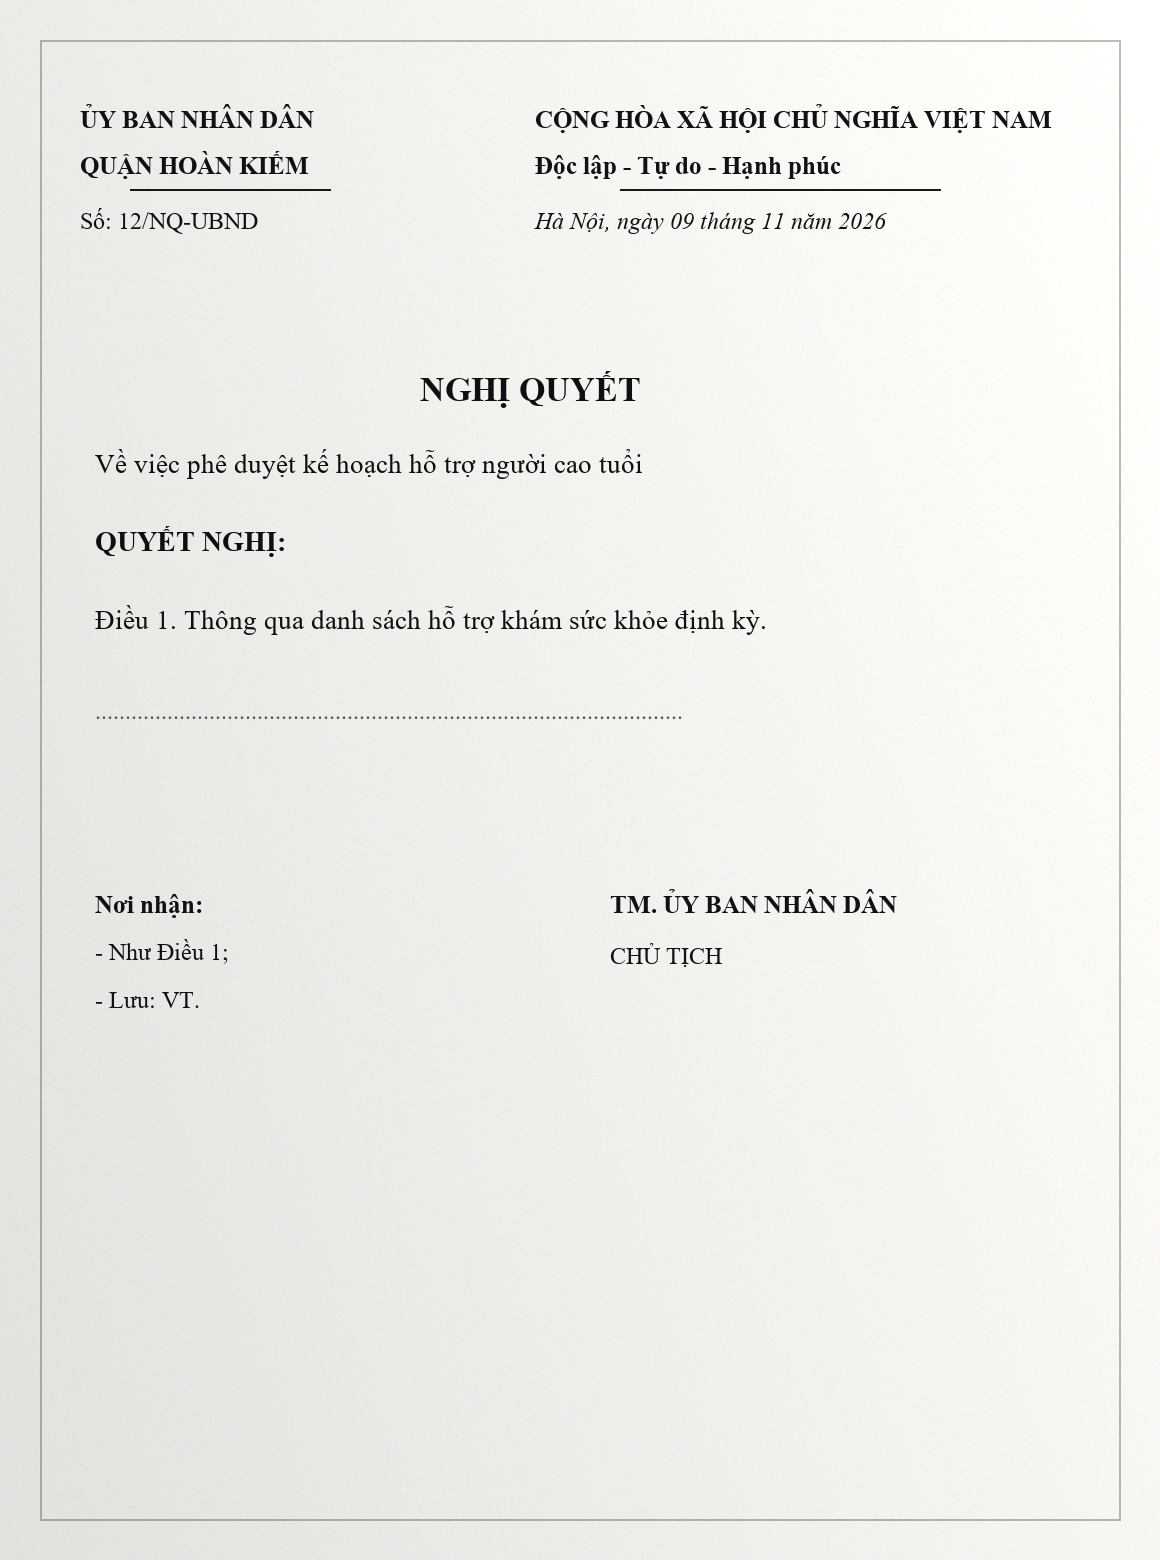 ỦY BAN NHÂN DÂN
QUẬN HOÀN KIẾM
Số: 12/NQ-UBND
CỘNG HÒA XÃ HỘI CHỦ NGHĨA VIỆT NAM
Độc lập - Tự do - Hạnh phúc
Hà Nội, ngày 09 tháng 11 năm 2026
NGHỊ QUYẾT
Về việc phê duyệt kế hoạch hỗ trợ người cao tuổi
QUYẾT NGHỊ:
Điều 1. Thông qua danh sách hỗ trợ khám sức khỏe định kỳ.
..................................................................................................
Nơi nhận:
- Như Điều 1;
- Lưu: VT.
TM. ỦY BAN NHÂN DÂN
CHỦ TỊCH